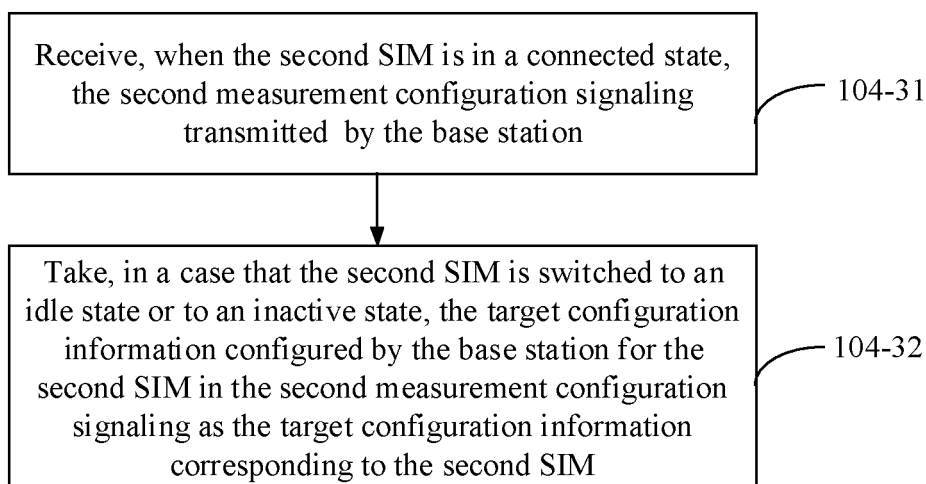 Receive, when the second SIM is in a connected state,
the second measurement configuration signaling
transmitted by the base station
104-31
Take, in a case that the second SIM is switched to an
idle state or to an inactive state, the target configuration
information configured by the base station for the
second SIM in the second measurement configuration
signaling as the target configuration information
corresponding to the second SIM
104-32